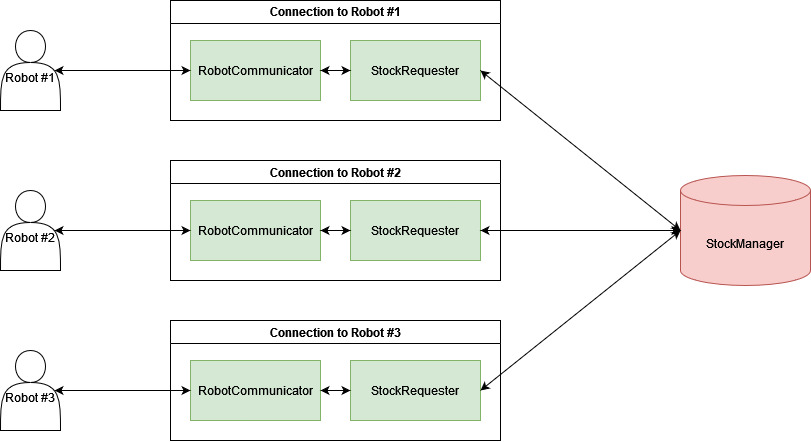 Connection to Robot #1
Robot #1
RobotCommunicator
StockRequester
Connection to Robot #2
Robot #2
RobotCommunicator
StockRequester
StockManager
Connection to Robot #3
Robot #3
RobotCommunicator
StockRequester